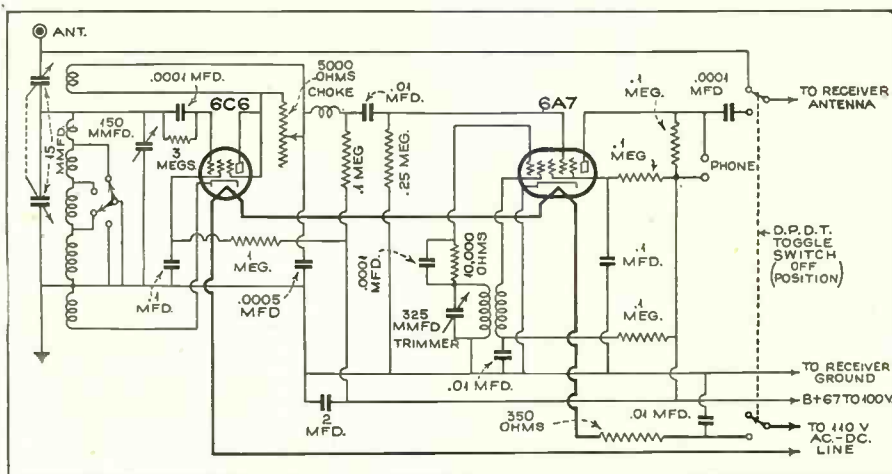 ANT.
.0001 MFD.
6C6
5000
OHMS
CHOKE
.01
MFD.
6A7
.1
MEG.
.0001
MFD
TO RECEIVER
ANTENNA
15
MMFD.
150
MMFD.
3
MEGS.
.1 MEG
.25 MEG.
.1
MEG.
PHONE
1
MEG.
.1
MFD.
.0005
MFD
.0001
MFD.
10,000
OHMS
325
MMFD
TRIMMER
.1
MFD.
.1
MEG.
D.P.D.T.
TOGGLE
SWITCH
(OFF
POSITION)
.01 MFD.
2
MFD.
350
OHMS
.01 MFD.
TO RECEIVER
GROUND
B+67 TO 100V.
TO 110 V
AC.-DC.
LINE